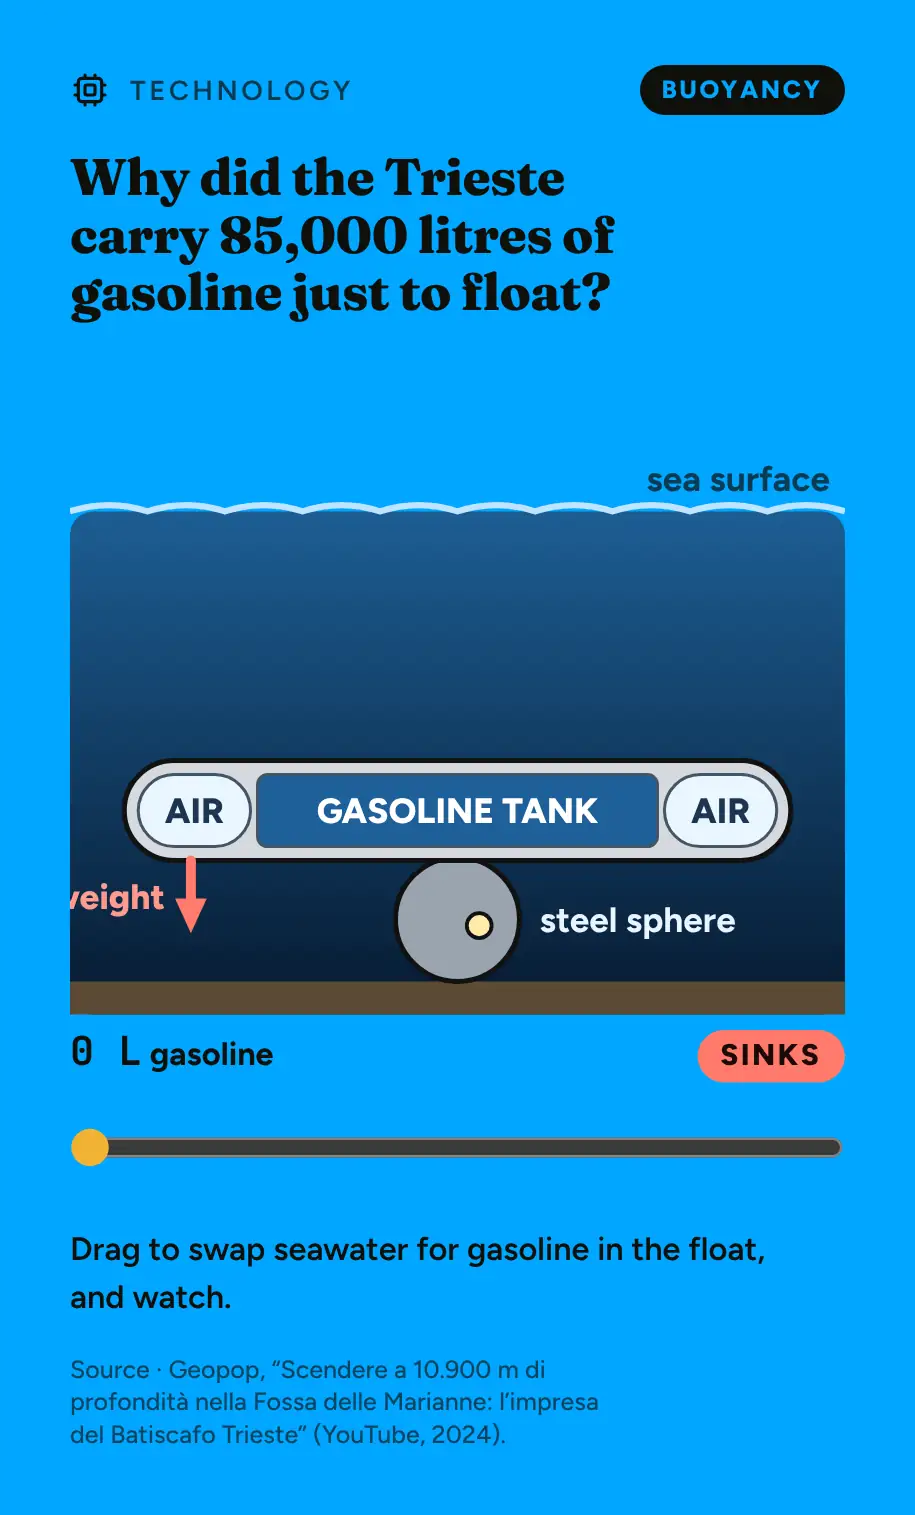 TECHNOLOGY
BUOYANCY
Why did the Trieste
carry 85,000 litres of
gasoline just to float?
sea surface
AIR
GASOLINE TANK
AIR
steel sphere
0 L gasoline
SINKS
Drag to swap seawater for gasoline in the float,
and watch.
Source · Geopop, “Scendere a 10.900 m di
profondità nella Fossa delle Marianne: l’impresa
del Batiscafo Trieste” (YouTube, 2024).